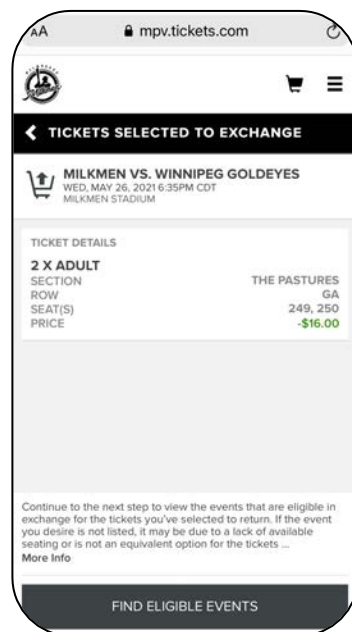 AA mpv.tickets.com
MILWAUKEE
Milkmen
TICKETS SELECTED TO EXCHANGE
MILKMEN VS. WINNIPEG GOLDEYES
WED, MAY 26, 2021 6:35PM CDT
MILKMEN STADIUM
TICKET DETAILS
2 X ADULT
SECTION THE PASTURES
ROW GA
SEAT(S) 249, 250
PRICE -$16.00
Continue to the next step to view the events that are eligible in
exchange for the tickets you've selected to return. If the event
you desire is not listed, it may be due to a lack of available
seating or is not an equivalent option for the tickets ...
More Info
FIND ELIGIBLE EVENTS